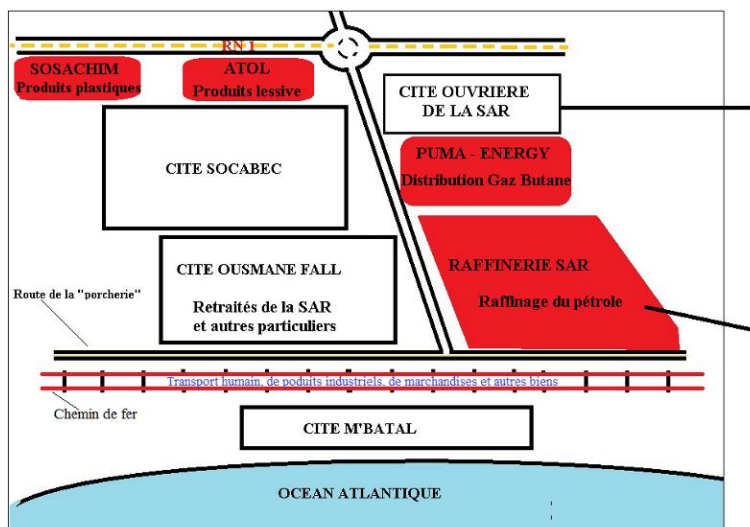 RN 1
SOSACHIM
Produits plastiques
ATOL
Produits lessive
CITE OUVRIERE
DE LA SAR
PUMA - ENERGY
Distribution Gaz Butane
CITE SOCABEC
CITE OUSMANE FALL
Retraités de la SAR
et autres particuliers
RAFFINERIE SAR
Raffinage du pétrole
Route de la "porcherie"
Transport humain, de poduits industriels, de marchandises et autres biens
Chemin de fer
CITE M'BATAL
OCEAN ATLANTIQUE